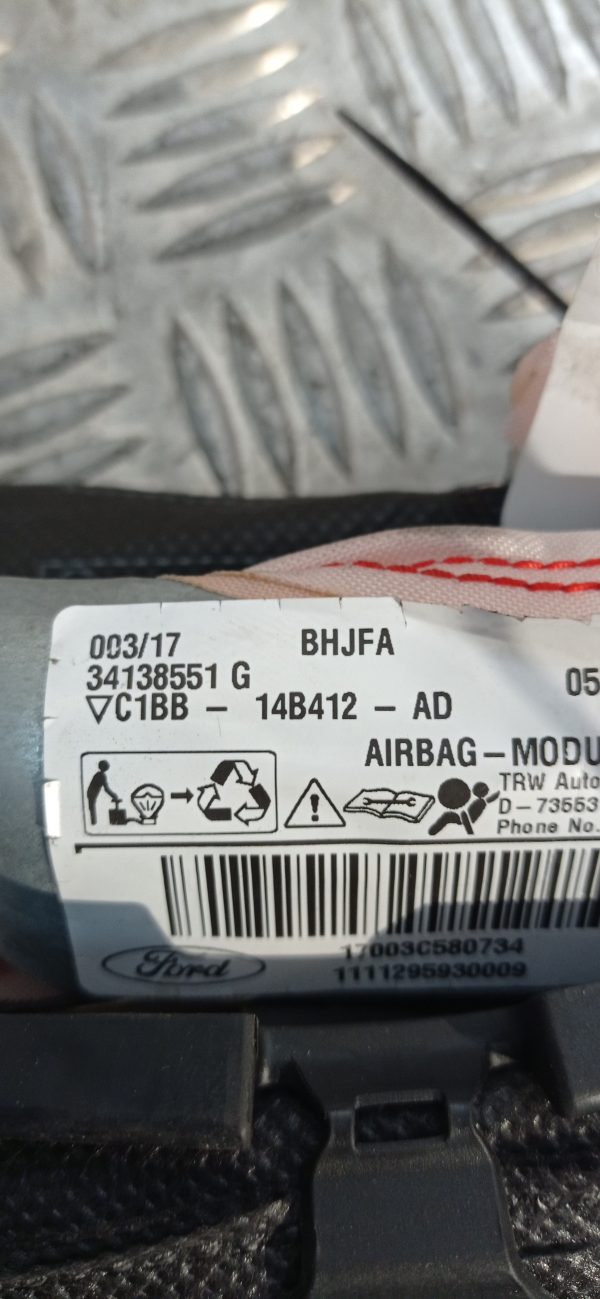 003/17 BHJFA
34138551 G 05
▽C1BB - 14B412 - AD
AIRBAG-MODU
TRW Auto
D-73553
Phone No.
17003C580734
Ford 1111295930009